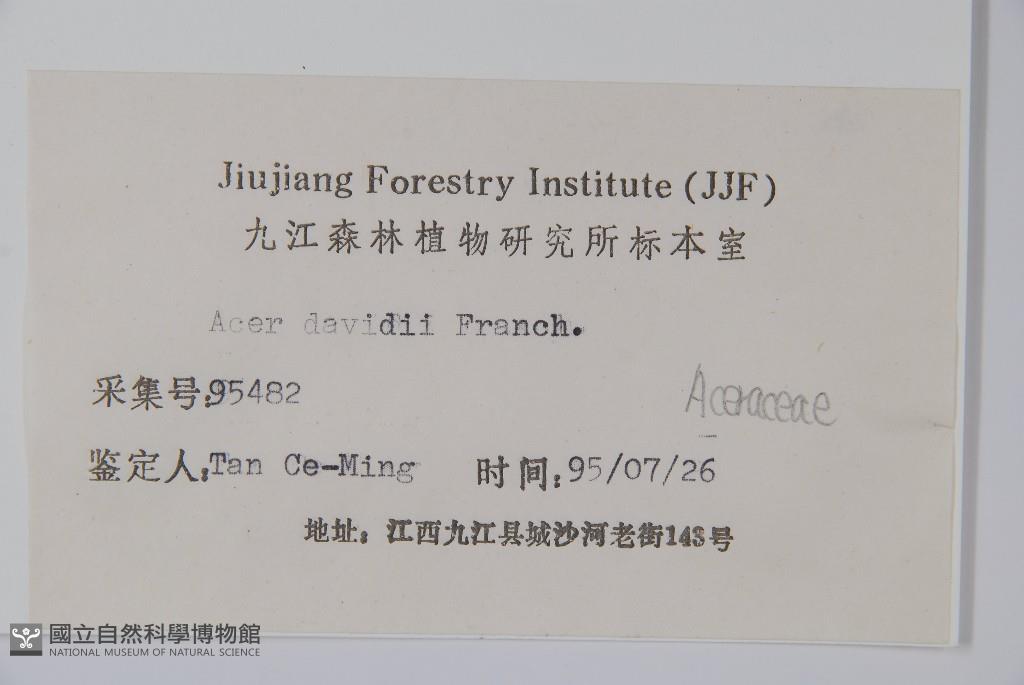 Jiujiang Forestry Institute (JJF)
九江森林植物研究所标本室
Acer davidii Franch.
采集号:95482
Aceraceae
鉴定人:Tan Ce-Ming 时间:95/07/26
地址: 江西九江县城沙河老街143号
國立自然科學博物館
NATIONAL MUSEUM OF NATURAL SCIENCE